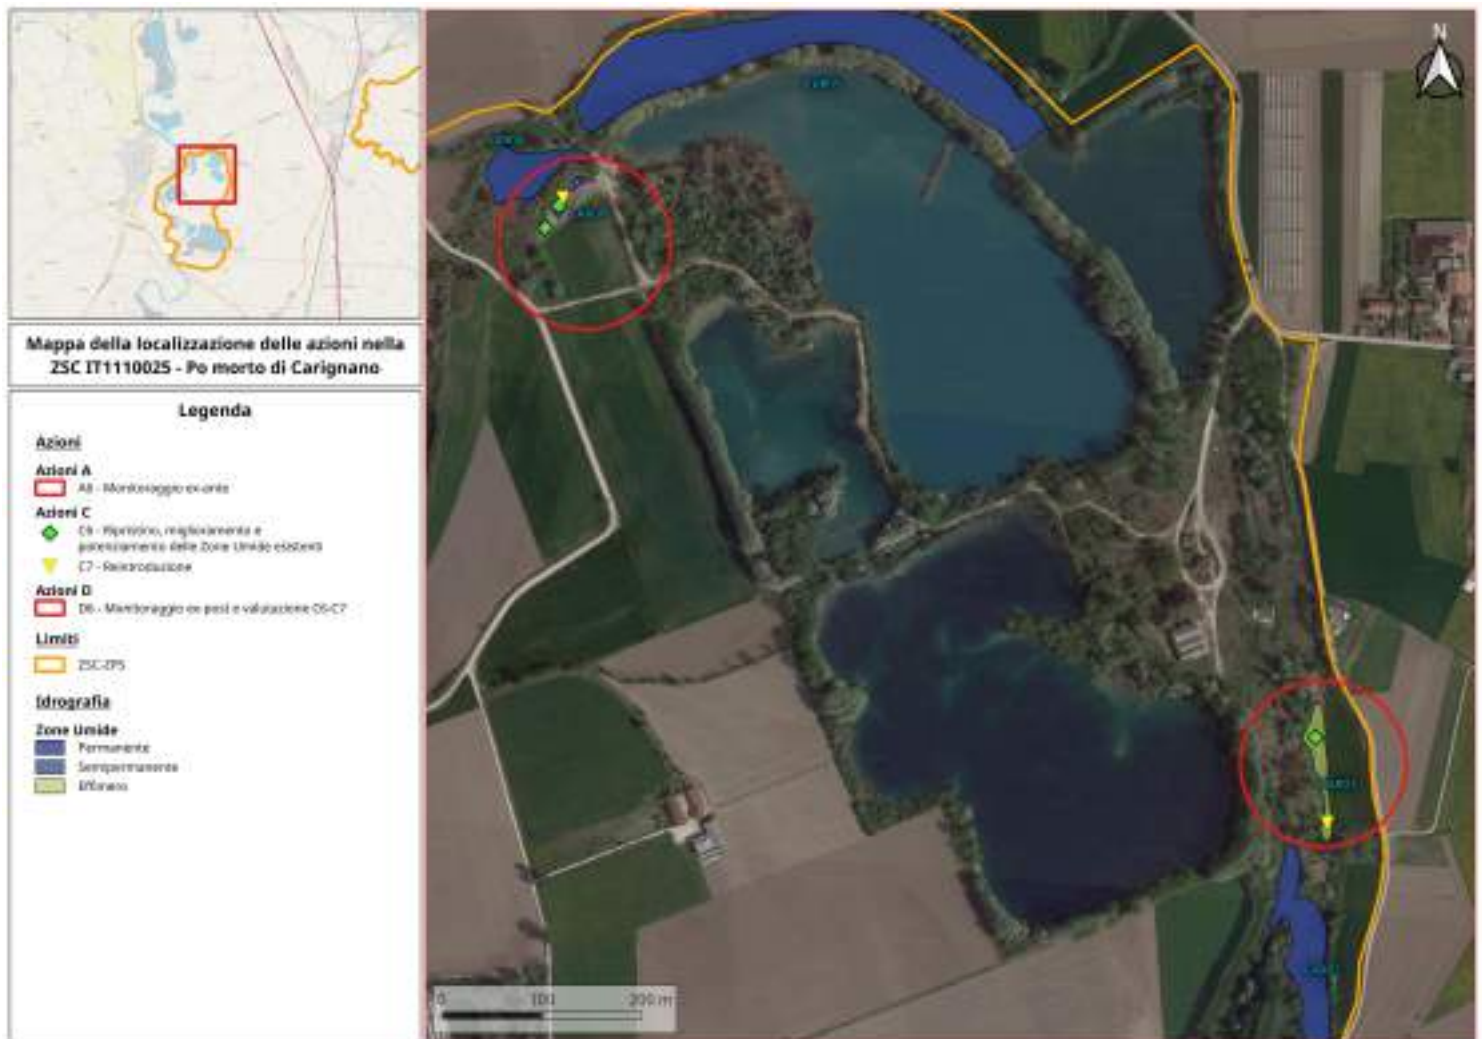 Mappa della localizzazione delle azioni nella
ZSC IT1110025 - Po morto di Carignano
Legenda
Azioni
Azioni A
A8 - Monitoraggio ex-ante
Azioni C
C6 - Ripristino, miglioramento e
potenziamento delle Zone Umide esistenti
C7 - Reintroduzione
Azioni D
D6 - Monitoraggio ex-post e valutazione C6-C7
Limiti
ZSC-ZPS
Idrografia
Zone Umide
Permanente
Semipermanente
Effimero
N
0 100 200 m